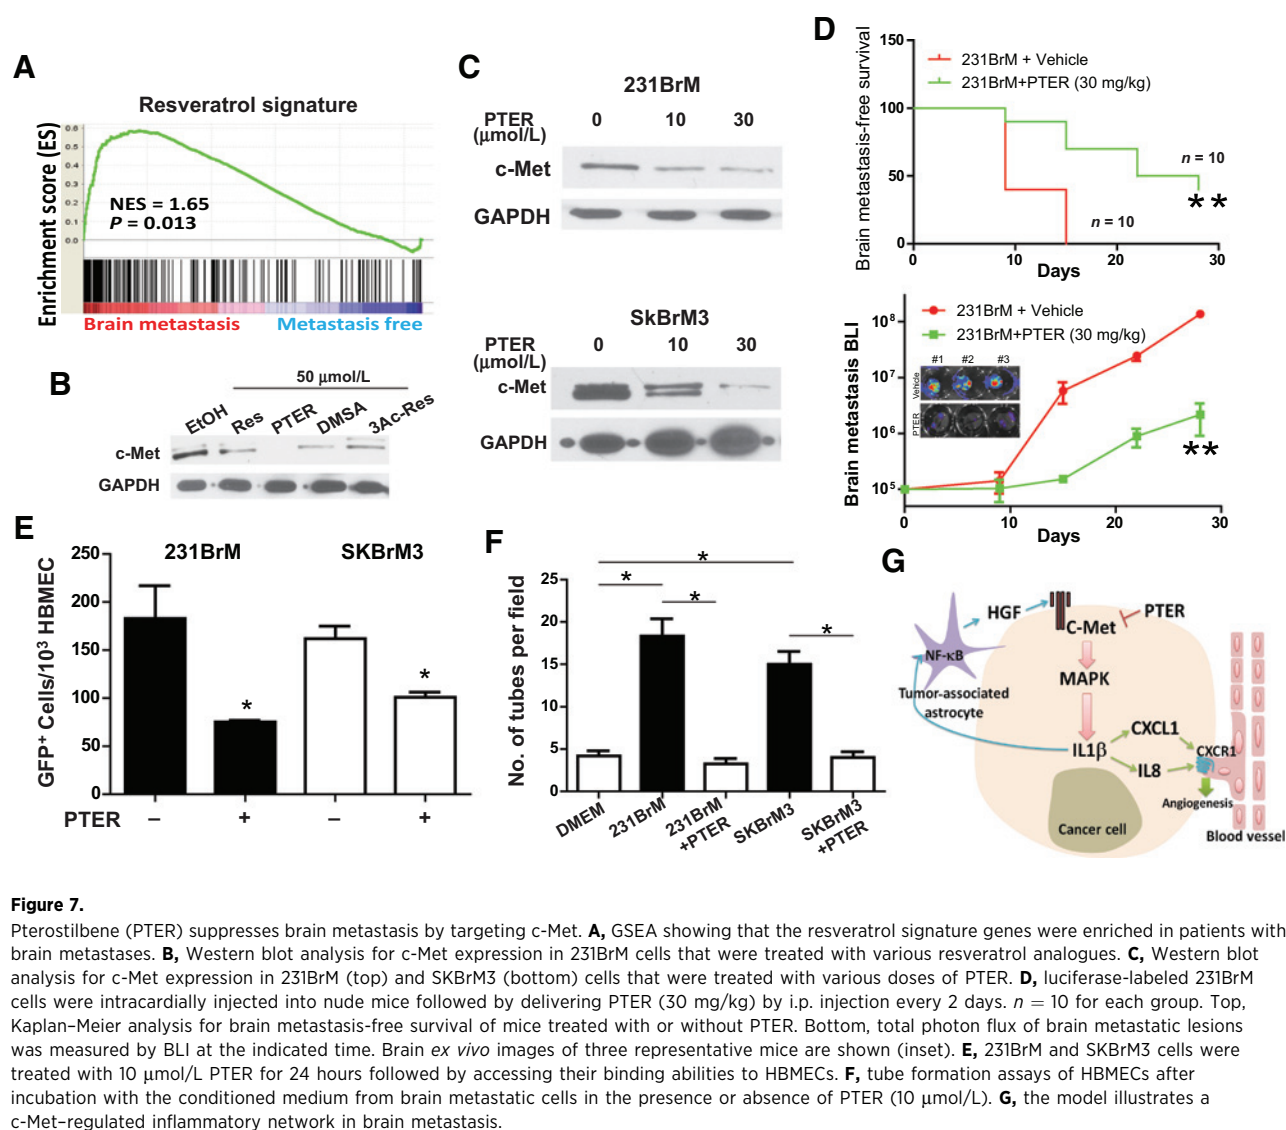 A
Resveratrol signature
Enrichment score (ES)
0.6
0.5
0.4
0.3
0.2
0.1
0.0
NES = 1.65
P = 0.013
Brain metastasis Metastasis free
B
50 μmol/L
EtOH Res PTER DMSA 3Ac-Res
c-Met
GAPDH
C
231BrM
PTER 0 10 30
(μmol/L)
c-Met
GAPDH
SkBrM3
PTER 0 10 30
(μmol/L)
c-Met
GAPDH
D
Brain metastasis-free survival
150
100
50
0
231BrM + Vehicle
231BrM+PTER (30 mg/kg)
n = 10
**
n = 10
0 10 20 30
Days
Brain metastasis BLI
10⁸
10⁷
10⁶
10⁵
231BrM + Vehicle
231BrM+PTER (30 mg/kg)
#1 #2 #3
Vehicle
PTER
**
0 10 20 30
Days
E
231BrM SKBrM3
GFP⁺ Cells/10³ HBMEC
250
200
150
100
50
0
*
*
PTER – + – +
F
No. of tubes per field
25
20
15
10
5
0
*
*
*
*
DMEM
231BrM
231BrM
+PTER
SKBrM3
SKBrM3
+PTER
G
HGF
PTER
C-Met
NF-κB
MAPK
Tumor-associated
astrocyte
CXCL1
IL1β
CXCR1
IL8
Angiogenesis
Cancer cell
Blood vessel
Figure 7.
Pterostilbene (PTER) suppresses brain metastasis by targeting c-Met. A, GSEA showing that the resveratrol signature genes were enriched in patients with
brain metastases. B, Western blot analysis for c-Met expression in 231BrM cells that were treated with various resveratrol analogues. C, Western blot
analysis for c-Met expression in 231BrM (top) and SKBrM3 (bottom) cells that were treated with various doses of PTER. D, luciferase-labeled 231BrM
cells were intracardially injected into nude mice followed by delivering PTER (30 mg/kg) by i.p. injection every 2 days. n = 10 for each group. Top,
Kaplan–Meier analysis for brain metastasis-free survival of mice treated with or without PTER. Bottom, total photon flux of brain metastatic lesions
was measured by BLI at the indicated time. Brain ex vivo images of three representative mice are shown (inset). E, 231BrM and SKBrM3 cells were
treated with 10 μmol/L PTER for 24 hours followed by accessing their binding abilities to HBMECs. F, tube formation assays of HBMECs after
incubation with the conditioned medium from brain metastatic cells in the presence or absence of PTER (10 μmol/L). G, the model illustrates a
c-Met–regulated inflammatory network in brain metastasis.